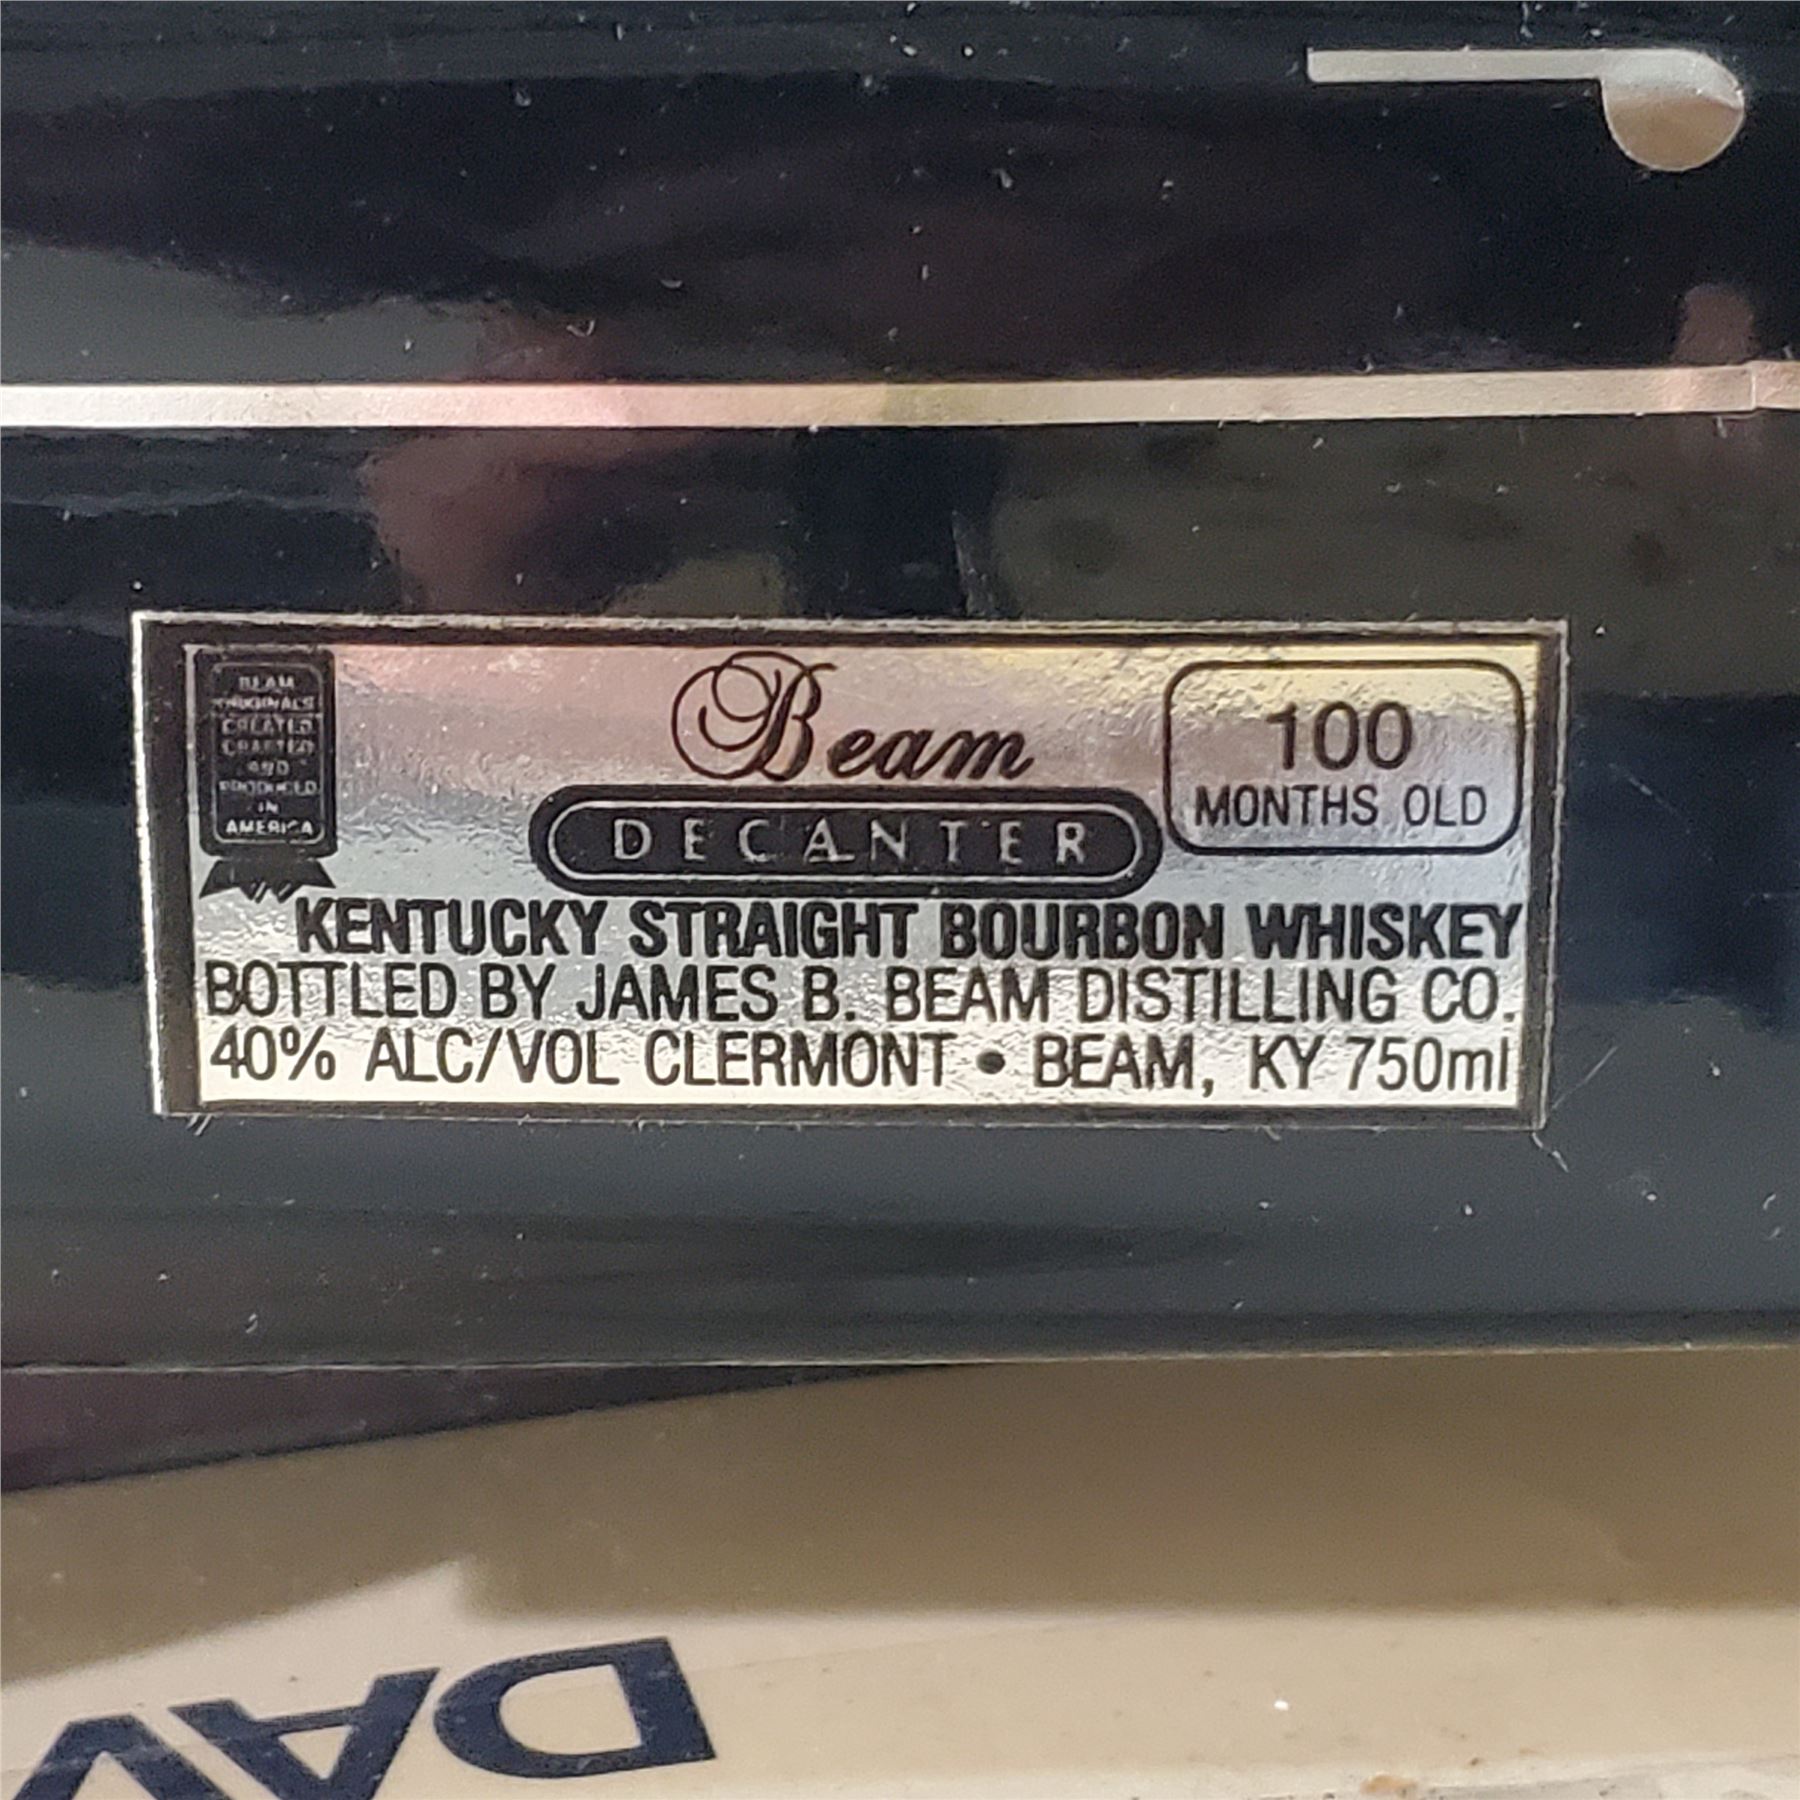 BEAM
ORIGINALS
CREATED
CRAFTED
AND
PRODUCED
IN
AMERICA
Beam
DECANTER
100
MONTHS OLD
KENTUCKY STRAIGHT BOURBON WHISKEY
BOTTLED BY JAMES B. BEAM DISTILLING CO.
40% ALC/VOL CLERMONT • BEAM, KY 750ml
DAV